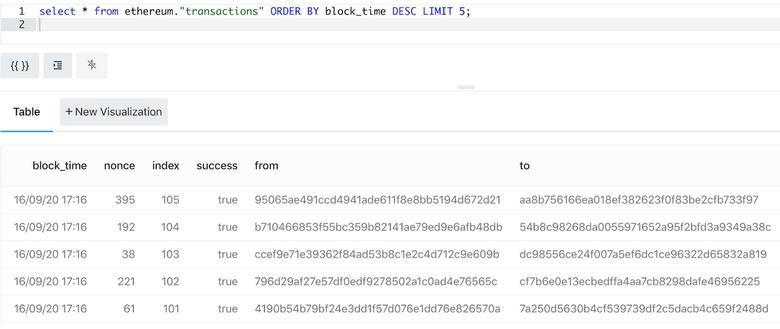 1 select * from ethereum."transactions" ORDER BY block_time DESC LIMIT 5;
2
{{ }}
Table + New Visualization
block_time nonce index success from to
16/09/20 17:16 395 105 true 95065ae491ccd4941ade611f8e8bb5194d672d21 aa8b756166ea018ef382623f0f83be2cfb733f97
16/09/20 17:16 192 104 true b710466853f55bc359b82141ae79ed9e6afb48db 54b8c98268da0055971652a95f2bfd3a9349a38c
16/09/20 17:16 38 103 true ccef9e71e39362f84ad53b8c1e2c4d712c9e609b dc98556ce24f007a5ef6dc1ce96322d65832a819
16/09/20 17:16 221 102 true 796d29af27e57df0edf9278502a1c0ad4e76565c cf7b6e0e13ecbedffa4aa7cb8298dafe46956225
16/09/20 17:16 61 101 true 4190b54b79bf24e3dd1f57d076e1dd76e826570a 7a250d5630b4cf539739df2c5dacb4c659f2488d